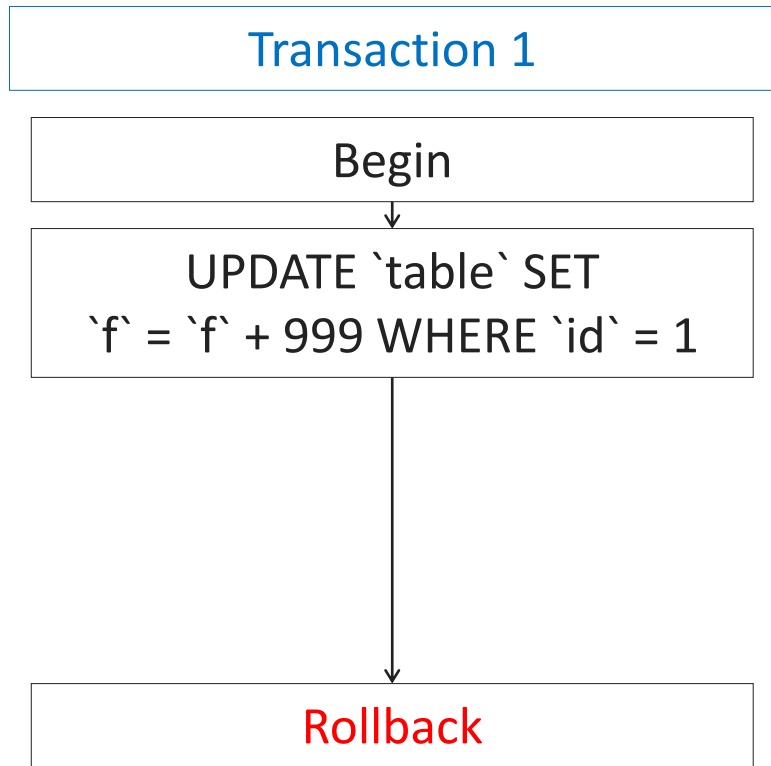 Transaction 1
Begin
UPDATE `table` SET
`f` = `f` + 999 WHERE `id` = 1
Rollback